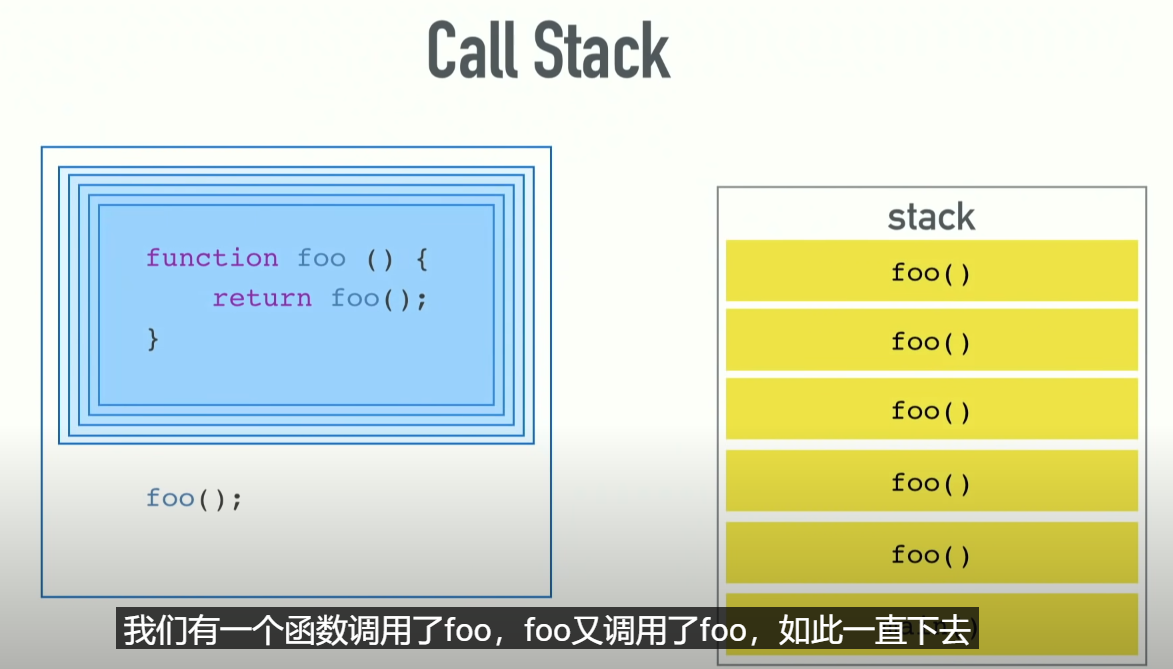 Call Stack
function foo () {
return foo();
}
foo();
stack
foo()
foo()
foo()
foo()
foo()
我们有一个函数调用了foo，foo又调用了foo，如此一直下去